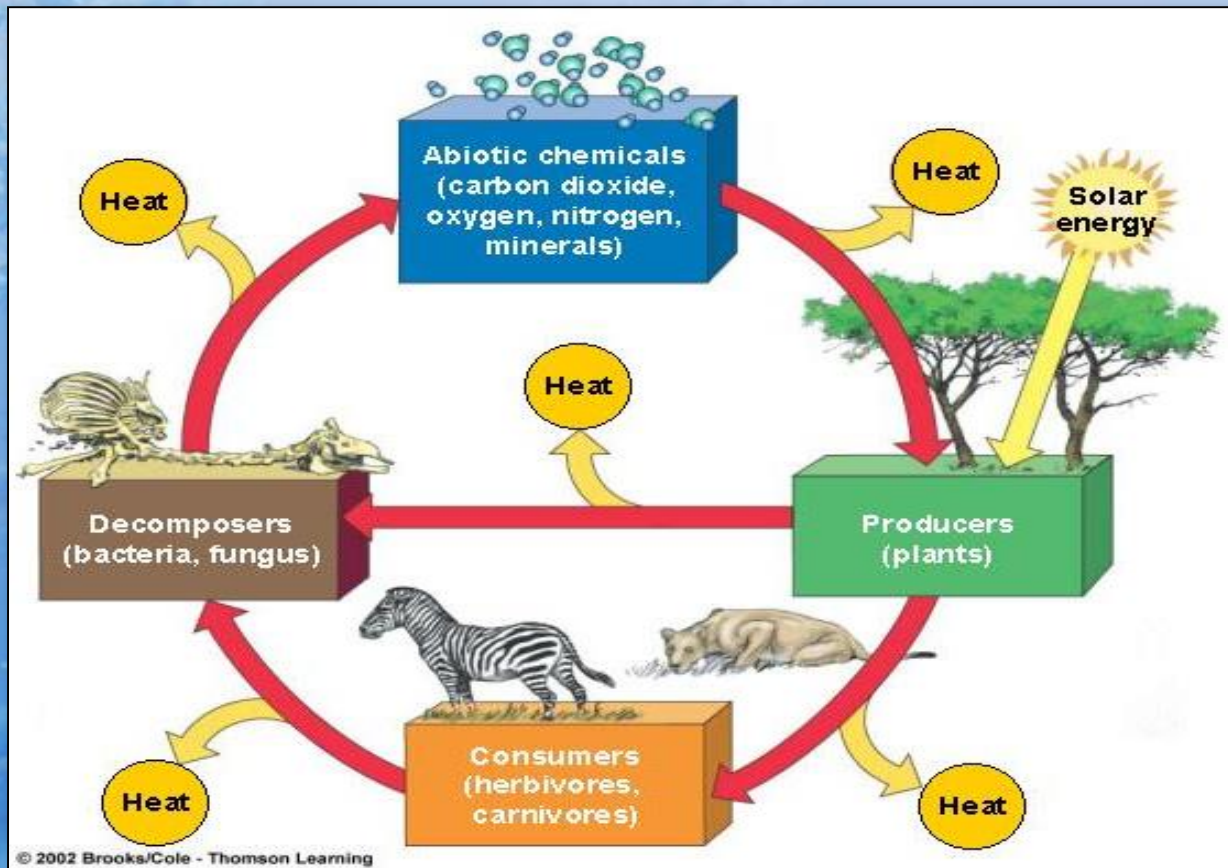 Abiotic chemicals
(carbon dioxide,
oxygen, nitrogen,
minerals)
Heat
Heat
Solar
energy
Heat
Decomposers
(bacteria, fungus)
Producers
(plants)
Consumers
(herbivores,
carnivores)
Heat
Heat
© 2002 Brooks/Cole - Thomson Learning